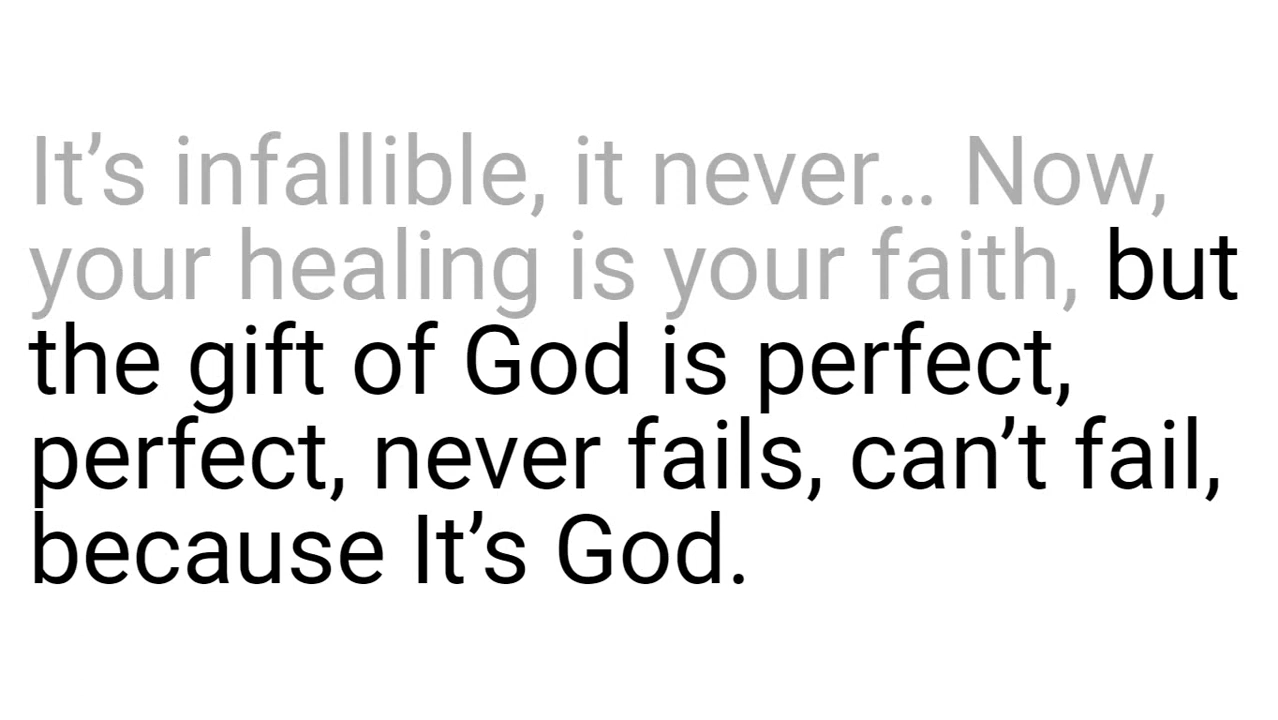 It’s infallible, it never… Now,
your healing is your faith, but
the gift of God is perfect,
perfect, never fails, can’t fail,
because It’s God.